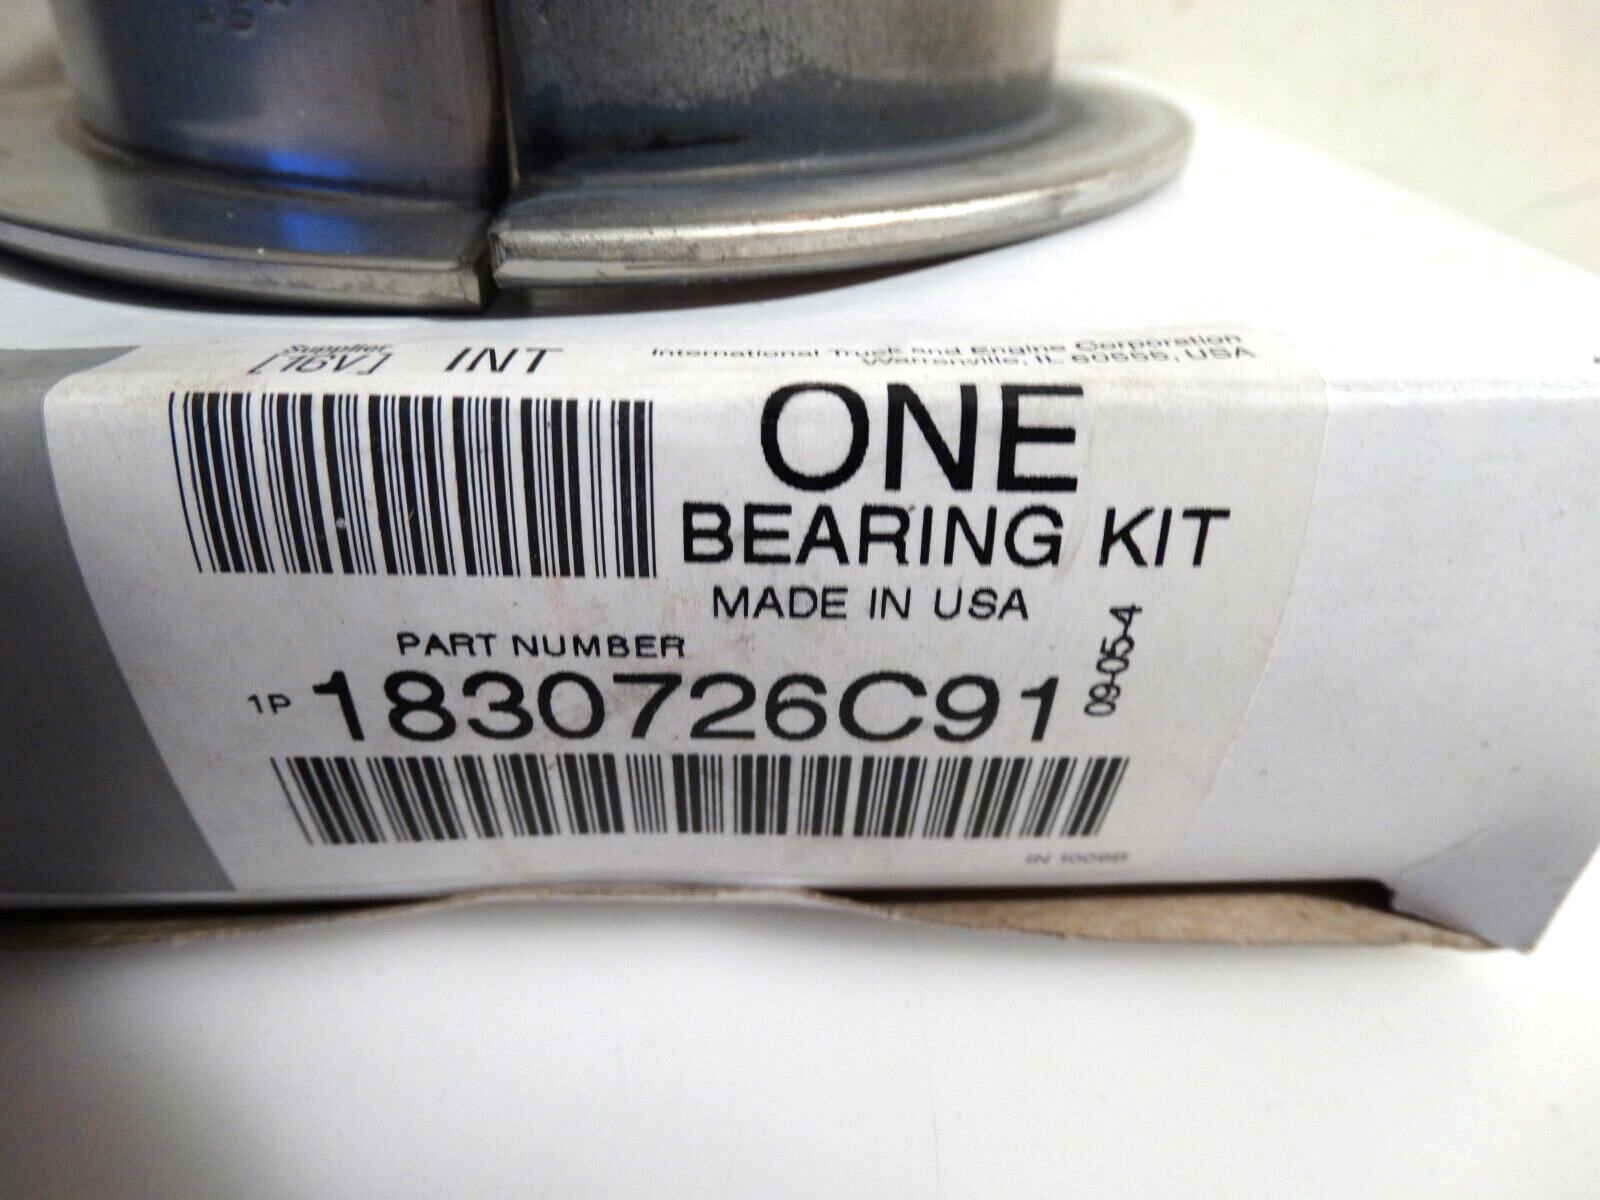 Supplier
[16V] INT
International Truck and Engine Corporation
Warrenville, IL 60555, USA
ONE
BEARING KIT
MADE IN USA
PART NUMBER
1P 1830726C91
09-05-4